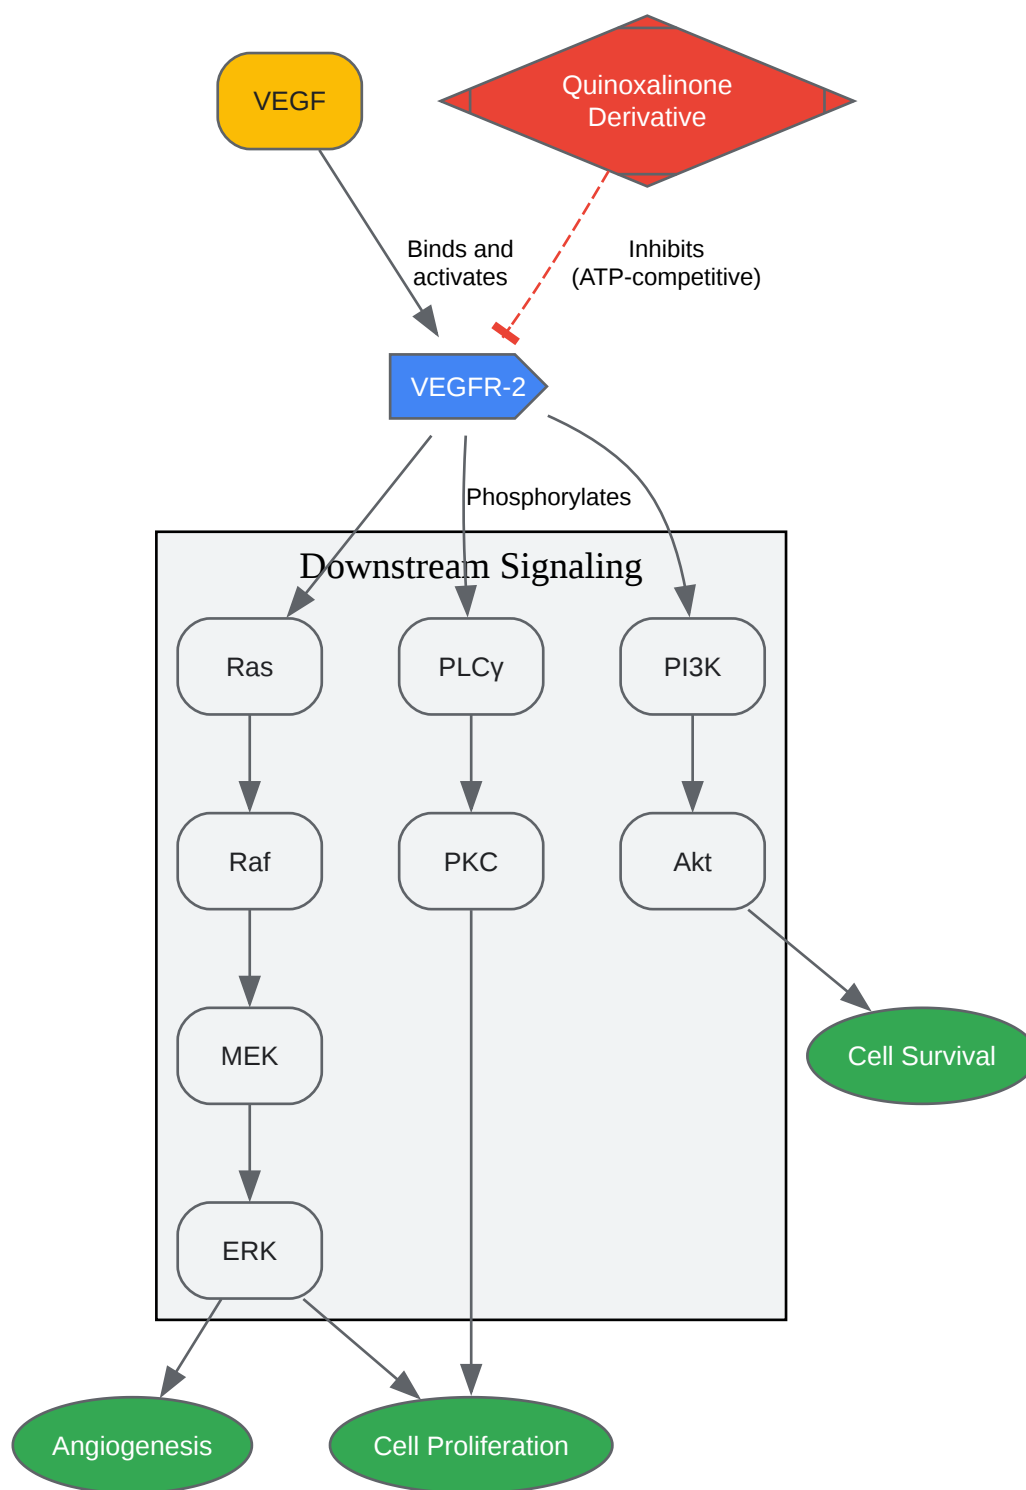 VEGF
Quinoxalinone
Derivative
Binds and
activates
Inhibits
(ATP-competitive)
VEGFR-2
Phosphorylates
Downstream Signaling
Ras
PLCγ
PI3K
Raf
PKC
Akt
MEK
Cell Survival
ERK
Angiogenesis
Cell Proliferation